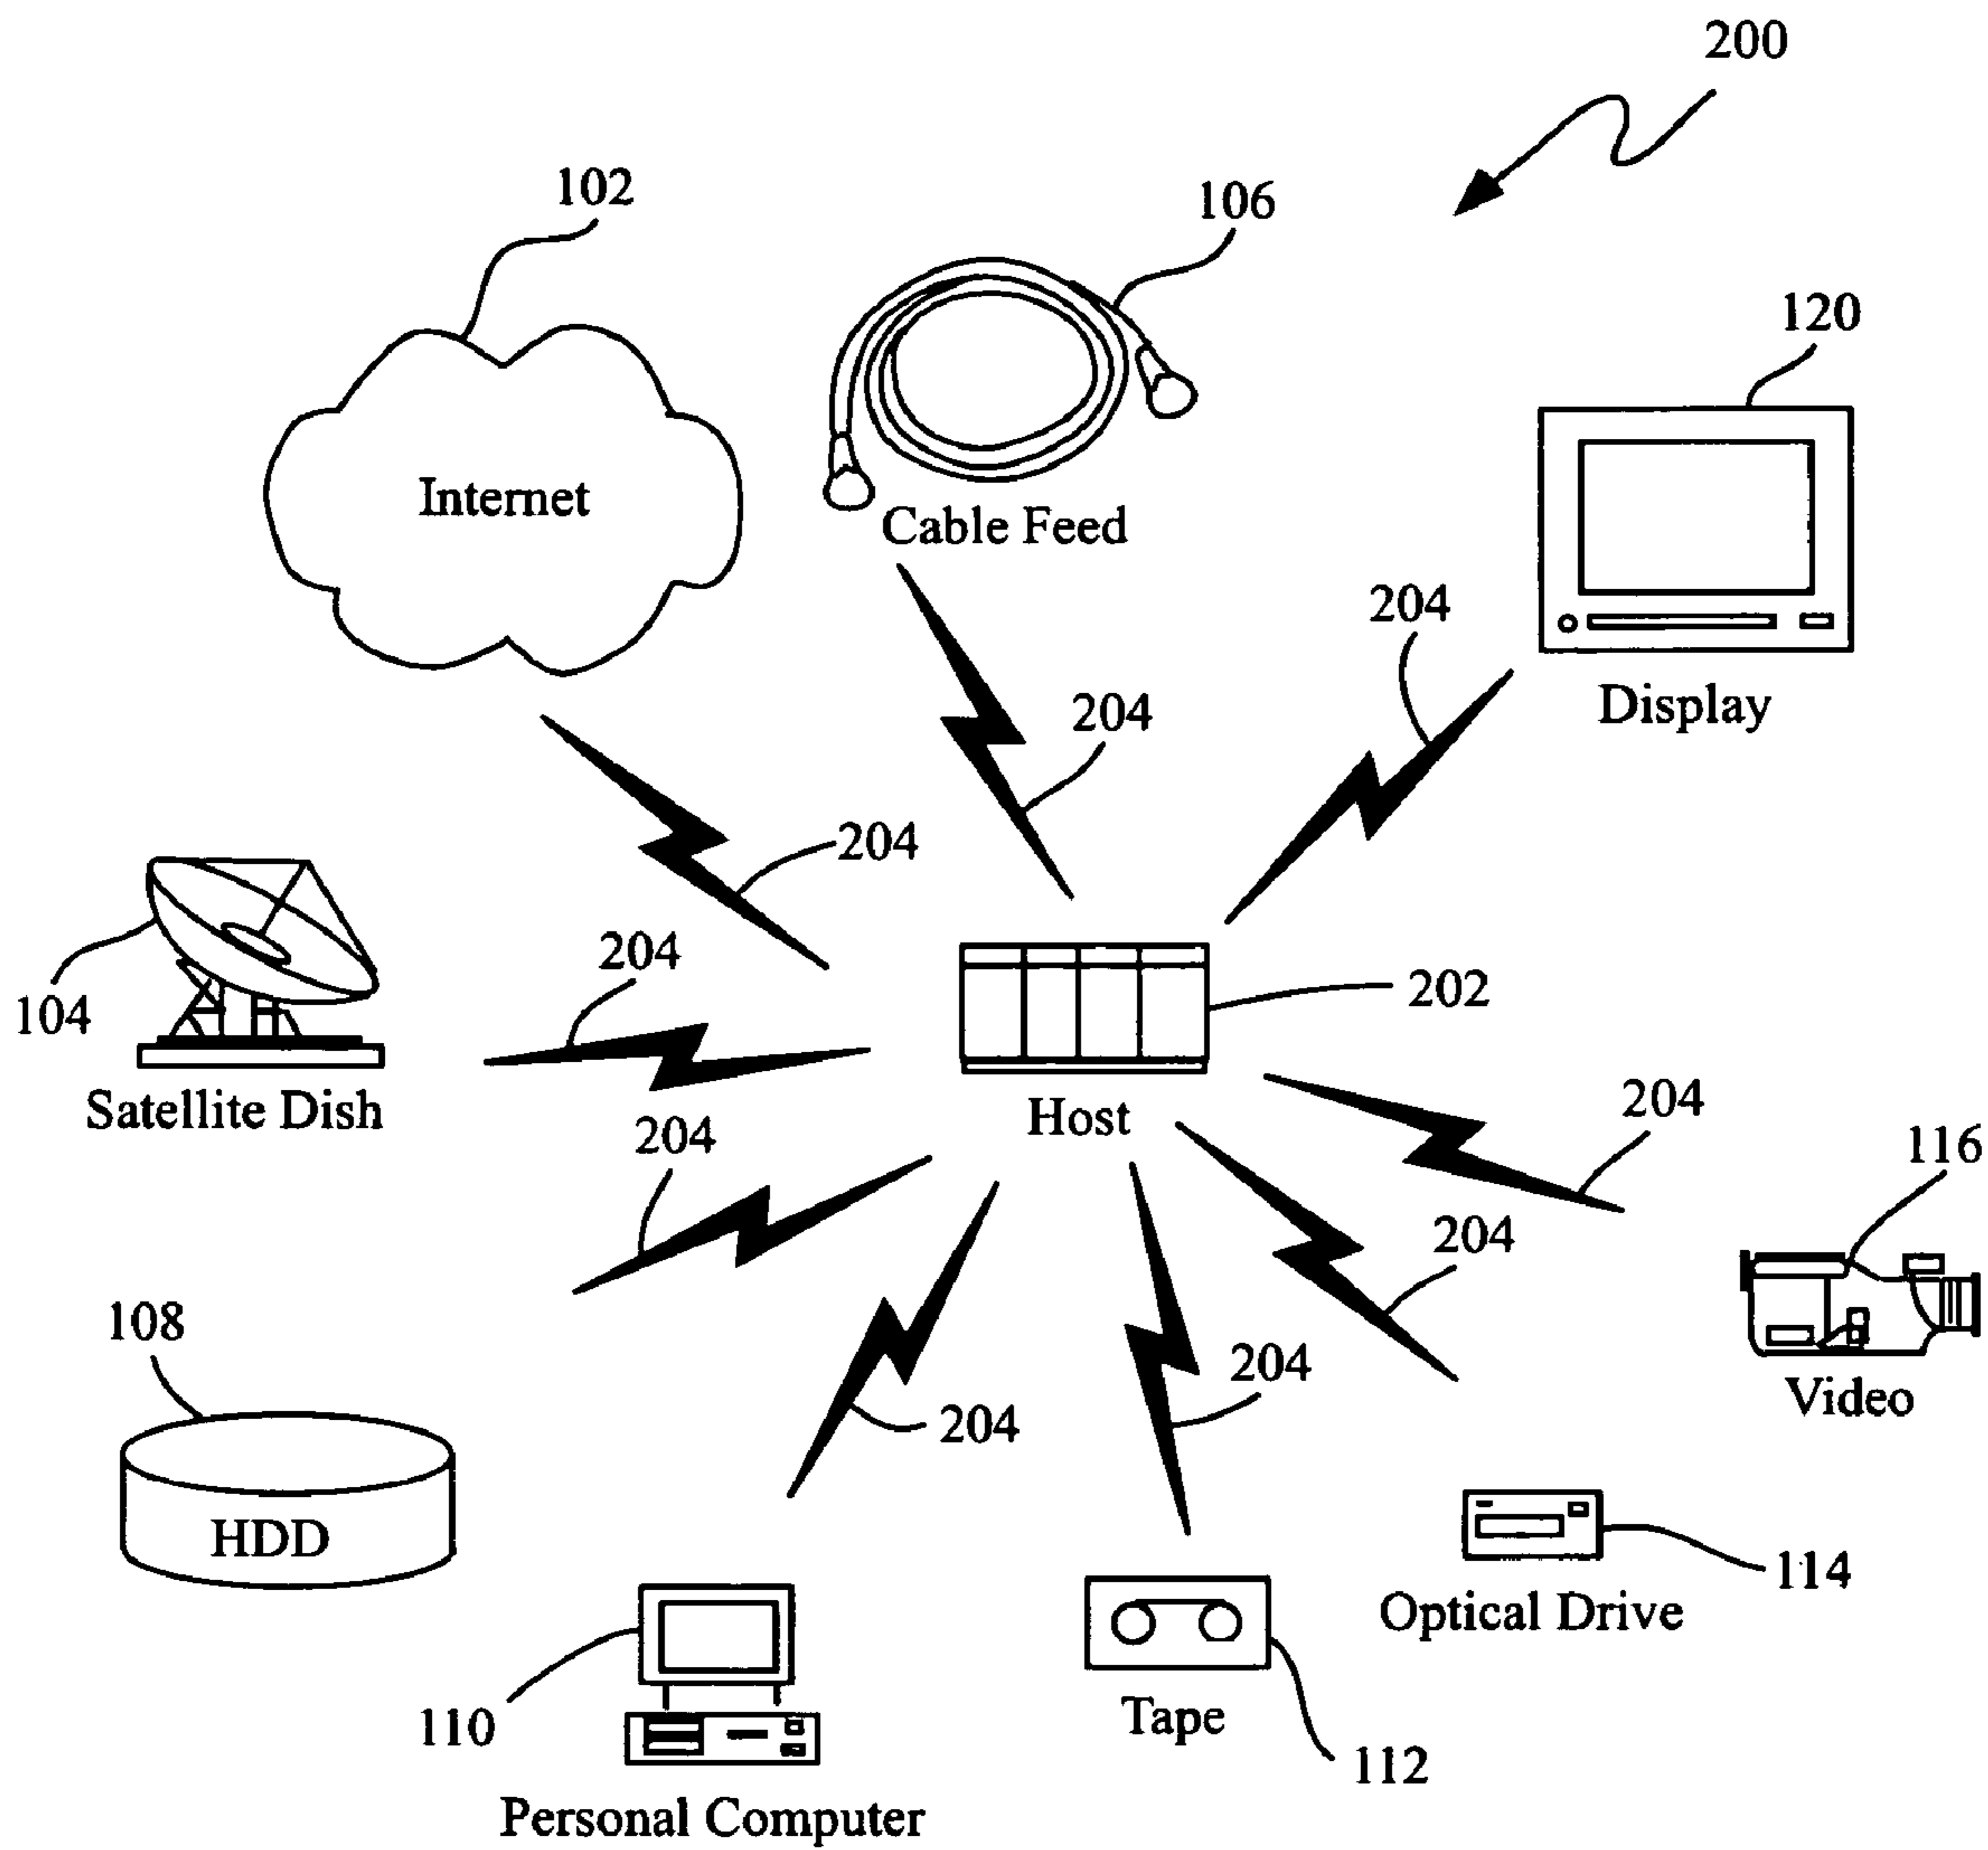 200
102
106
120
Internet
Cable Feed
204
Display
204
204
204
104
202
Satellite Dish
Host
204
204
116
204
108
204
204
Video
HDD
114
Optical Drive
110
Tape
112
Personal Computer